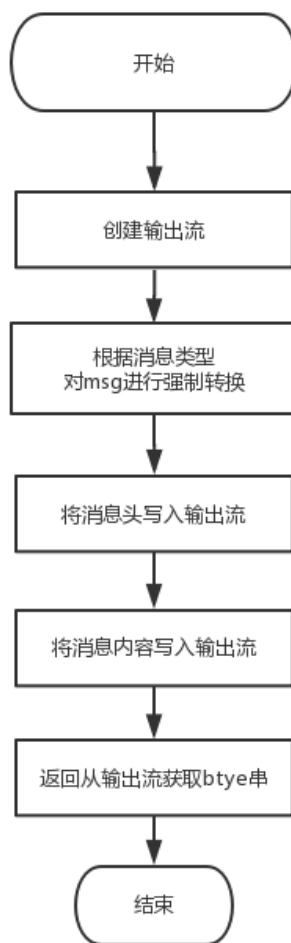 开始
创建输出流
根据消息类型
对msg进行强制转换
将消息头写入输出流
将消息内容写入输出流
返回从输出流获取btye串
结束